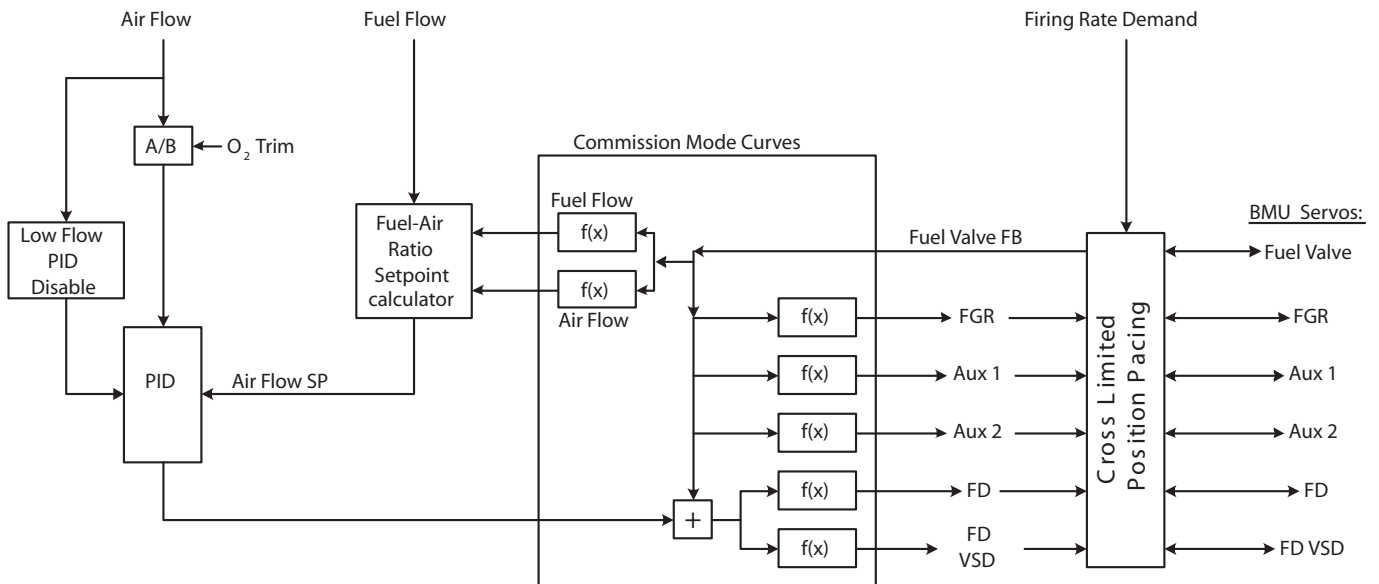 Air Flow
Fuel Flow
Firing Rate Demand
A/B
O2 Trim
Commission Mode Curves
Low Flow
PID
Disable
Fuel-Air
Ratio
Setpoint
calculator
Fuel Flow
f(x)
f(x)
Air Flow
Fuel Valve FB
BMU Servos:
Fuel Valve
f(x)
FGR
FGR
PID
Air Flow SP
f(x)
Aux 1
Aux 1
f(x)
Aux 2
Aux 2
Cross Limited
Position Pacing
f(x)
FD
FD
+
f(x)
FD
VSD
FD VSD